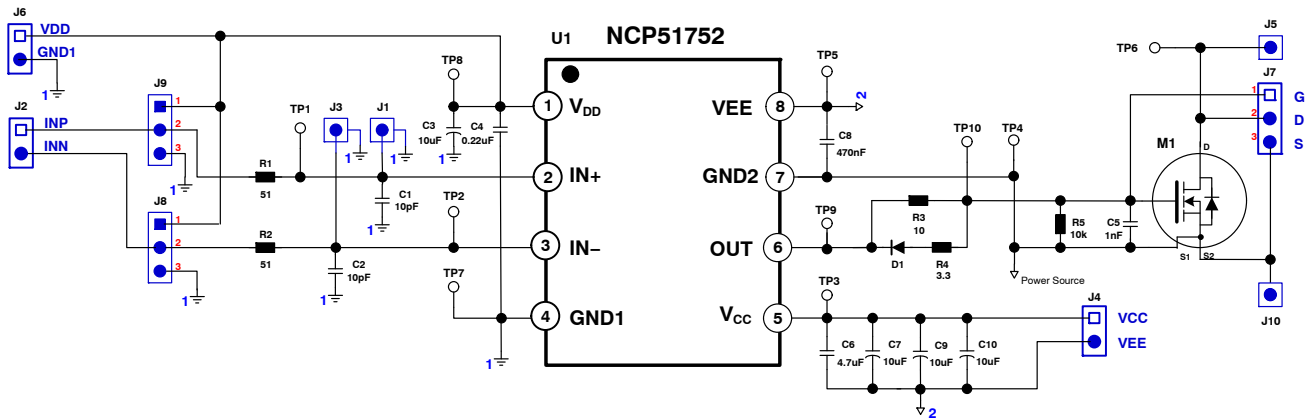 J6
VDD
GND1
1
J2
INP
INN
J9
1
2
3
1
J8
1
2
3
1
TP1
R1
51
R2
51
J3
1
J1
1
C1
10pF
1
C2
10pF
1
TP8
C3
10uF
1
C4
0.22uF
TP2
TP7
1
U1
NCP51752
1
VDD
2
IN+
3
IN−
4
GND1
VEE
8
GND2
7
OUT
6
VCC
5
TP5
2
C8
470nF
TP9
TP10
TP4
R3
10
D1
R4
3.3
R5
10k
C5
1nF
Power Source
TP3
C6
4.7uF
C7
10uF
C9
10uF
C10
10uF
2
J4
VCC
VEE
TP6
J5
J7
1
G
2
D
3
S
M1
D
S1
S2
J10